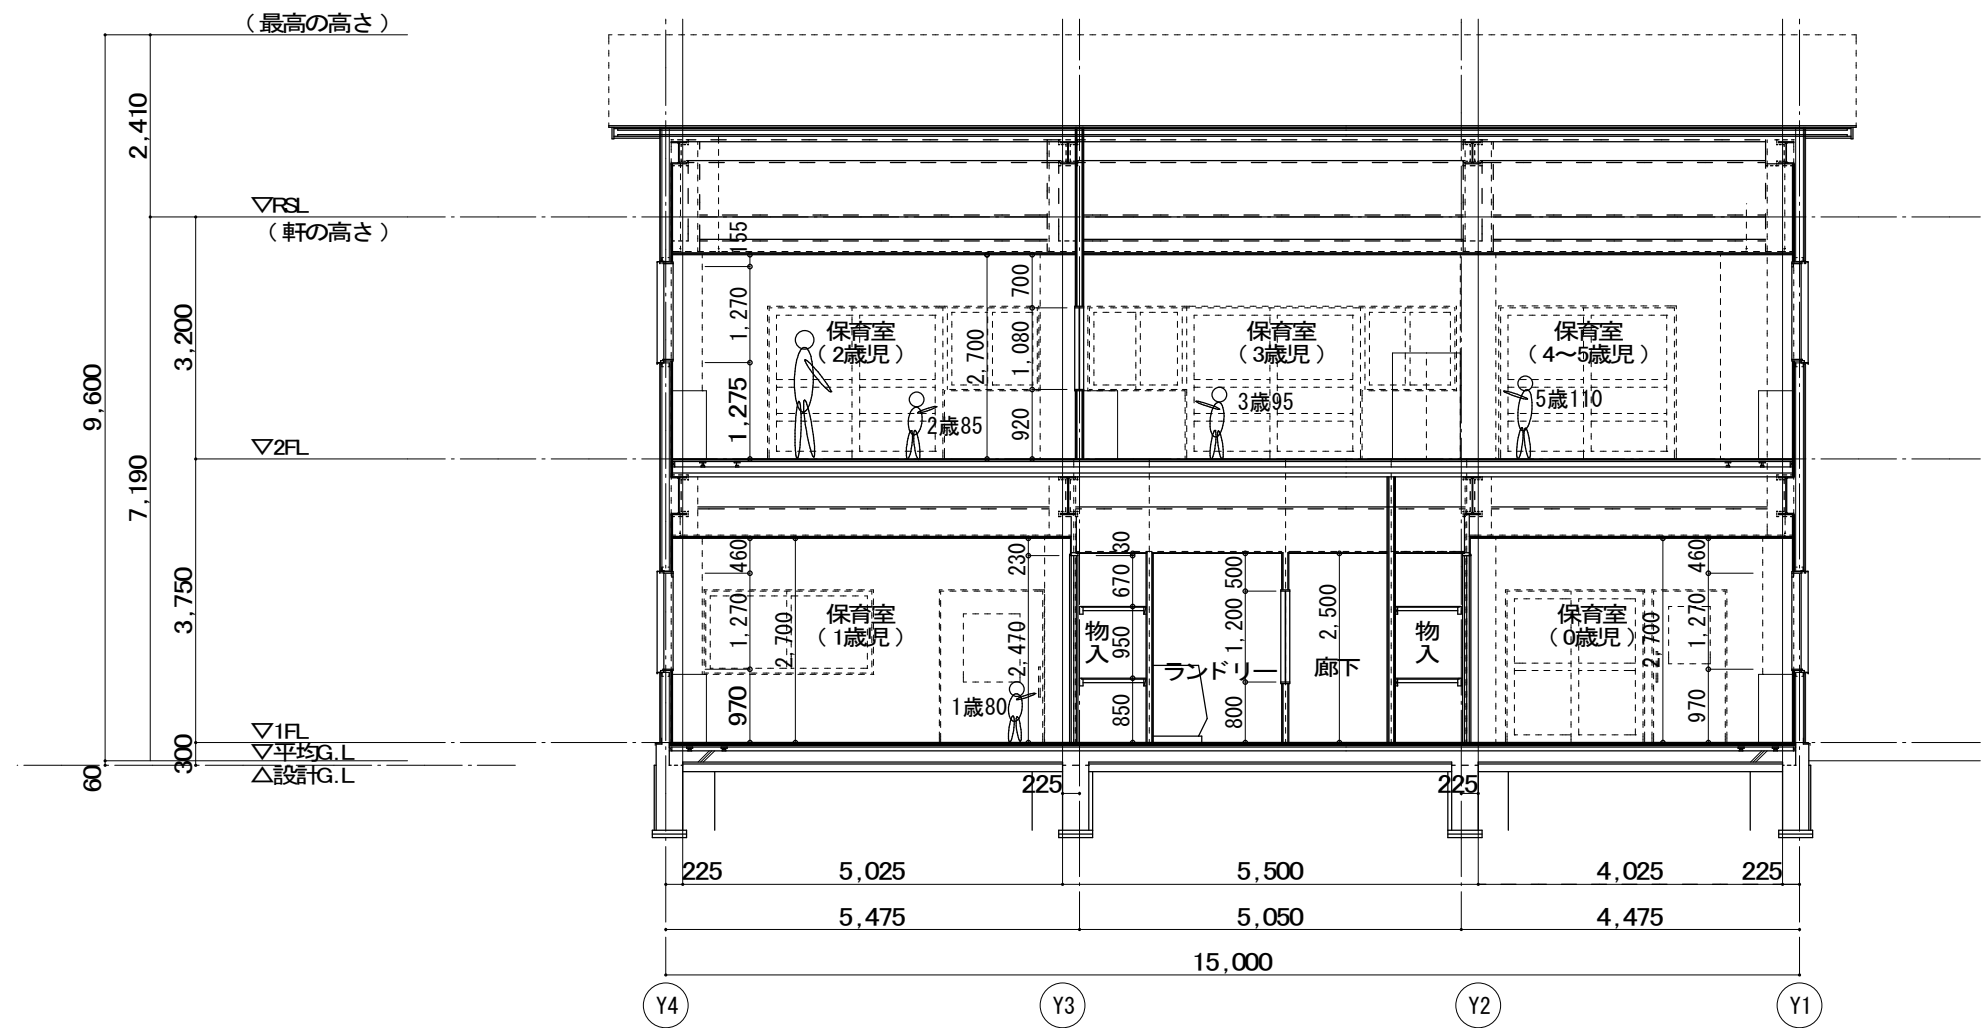 （最高の高さ）
2,410
▽RSL
（軒の高さ）
155
3,200
9,600
7,190
1,270
1,275
2,700
700
1,080
920
保育室
（2歳児）
2歳85
保育室
（3歳児）
3歳95
保育室
（4〜5歳児）
5歳110
▽2FL
3,750
460
1,270
970
2,700
保育室
（1歳児）
230
2,470
1歳80
30
670
950
850
物
入
ランドリー
500
1,200
800
2,500
廊下
物
入
保育室
（0歳児）
2,700
460
1,270
970
▽1FL
▽平均G.L
△設計G.L
300
60
225
225
225
5,025
5,500
4,025
225
5,475
5,050
4,475
15,000
Y4
Y3
Y2
Y1